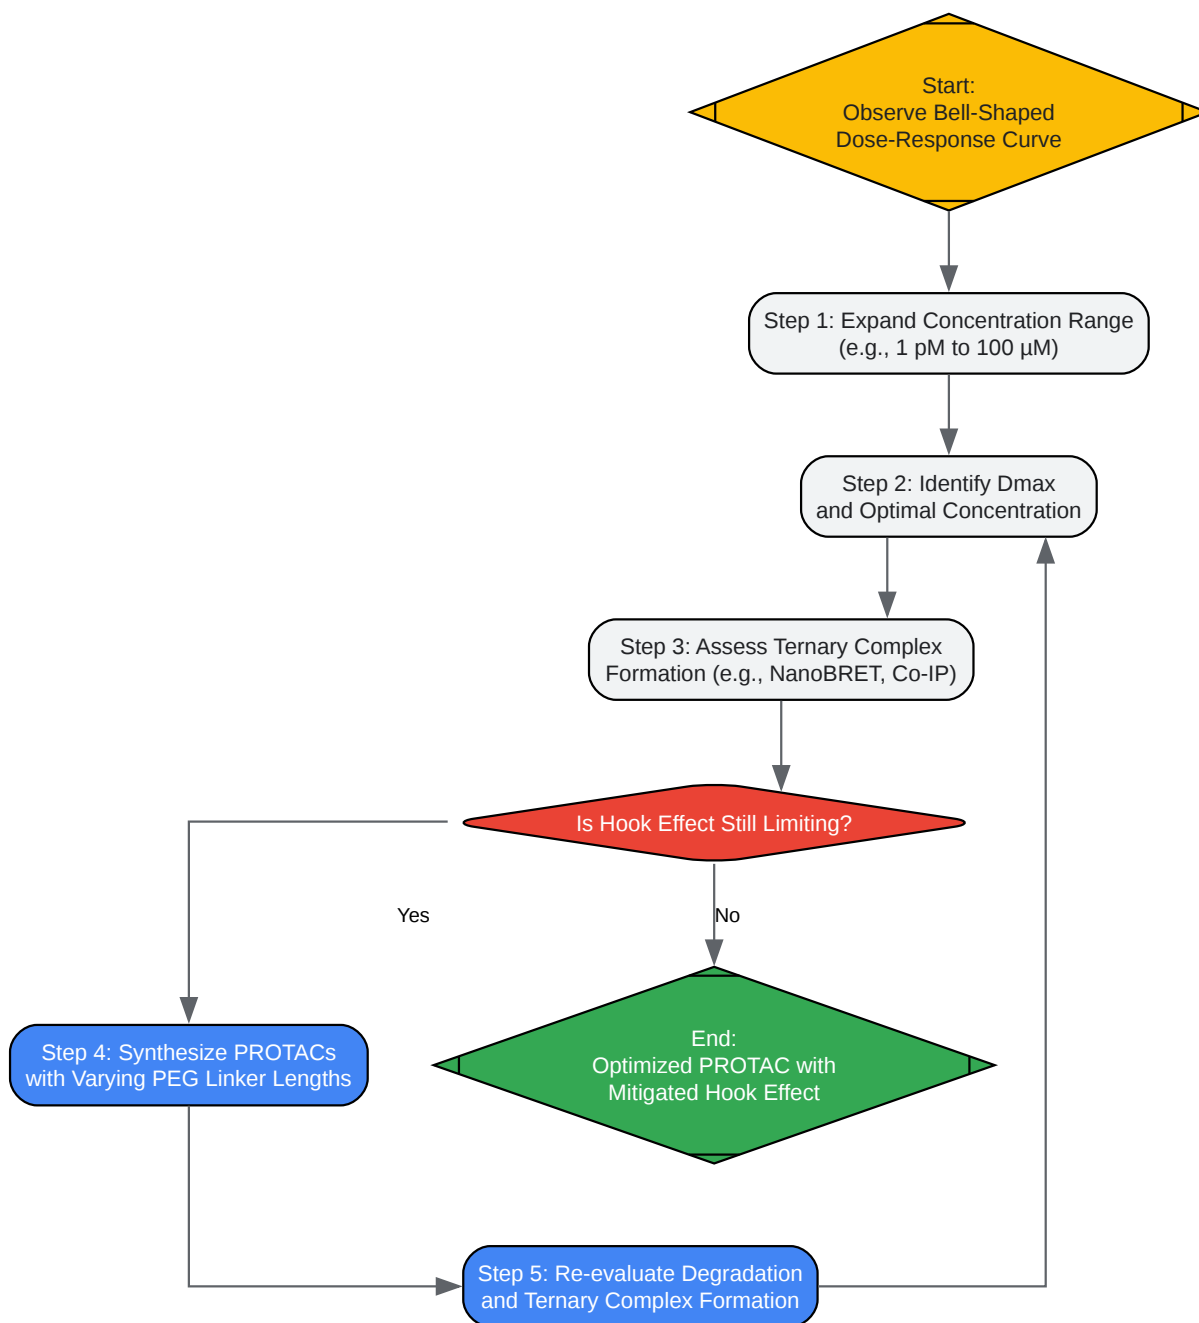 Start:
Observe Bell-Shaped
Dose-Response Curve
Step 1: Expand Concentration Range
(e.g., 1 pM to 100 µM)
Step 2: Identify Dmax
and Optimal Concentration
Step 3: Assess Ternary Complex
Formation (e.g., NanoBRET, Co-IP)
Is Hook Effect Still Limiting?
Yes
No
End:
Optimized PROTAC with
Mitigated Hook Effect
Step 4: Synthesize PROTACs
with Varying PEG Linker Lengths
Step 5: Re-evaluate Degradation
and Ternary Complex Formation